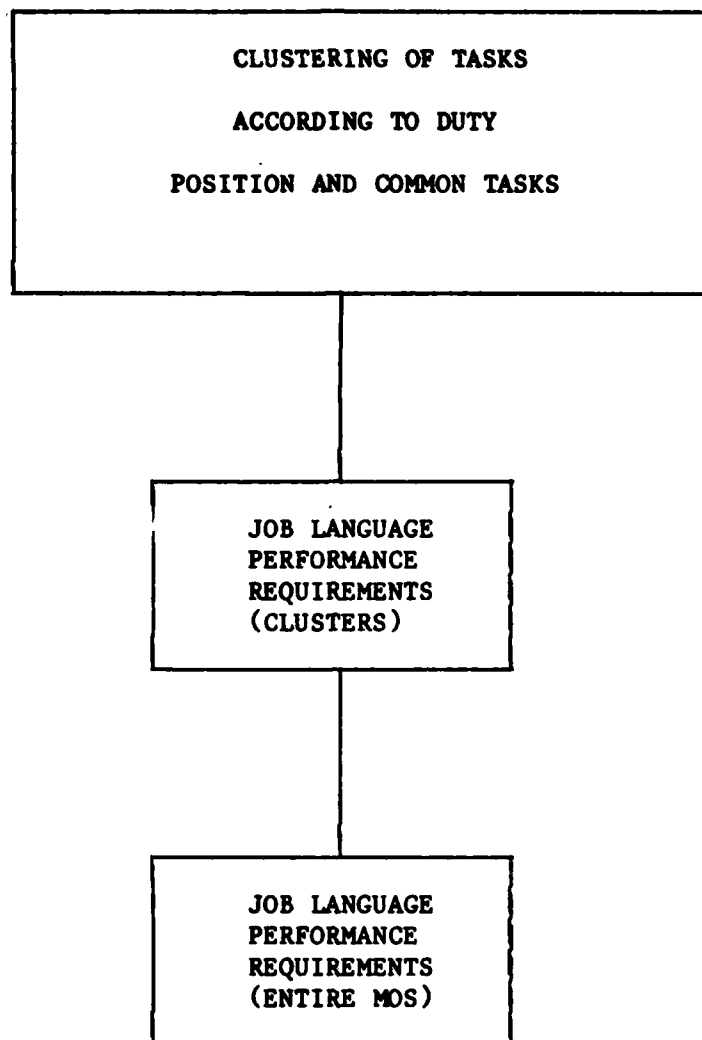 CLUSTERING OF TASKS
ACCORDING TO DUTY
POSITION AND COMMON TASKS
JOB LANGUAGE
PERFORMANCE
REQUIREMENTS
(CLUSTERS)
JOB LANGUAGE
PERFORMANCE
REQUIREMENTS
(ENTIRE MOS)